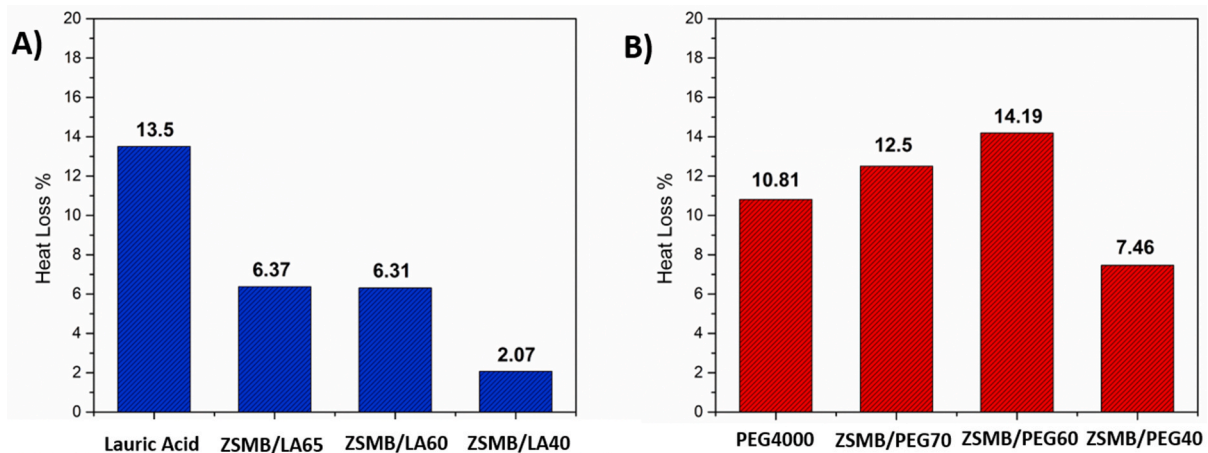 A)
Heat Loss %
20
18
16
14
12
10
8
6
4
2
0
13.5
6.37
6.31
2.07
Lauric Acid
ZSMB/LA65
ZSMB/LA60
ZSMB/LA40
B)
Heat Loss %
20
18
16
14
12
10
8
6
4
2
0
10.81
12.5
14.19
7.46
PEG4000
ZSMB/PEG70
ZSMB/PEG60
ZSMB/PEG40